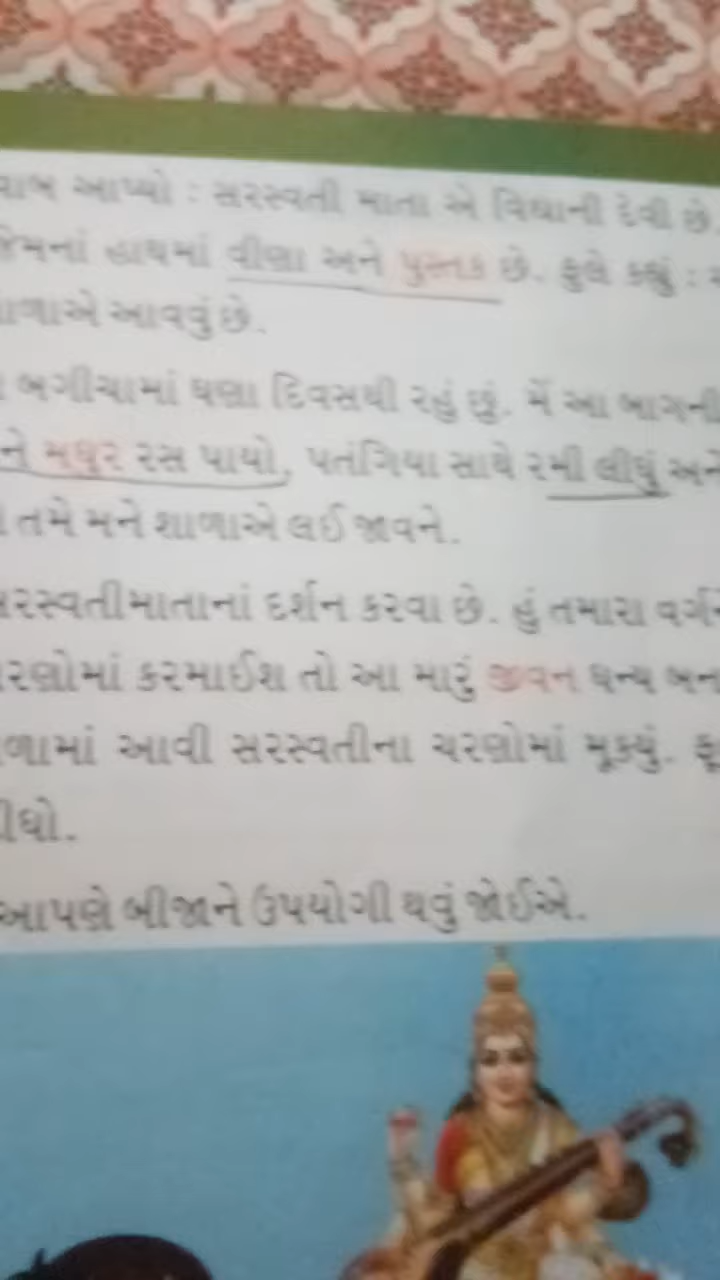 વાબ આપ્યો : સરસ્વતી માતા એ વિદ્યાની દેવી છે.
જેમનાં હાથમાં વીણા અને પુસ્તક છે. ફુલે કહ્યું :
ાળાએ આવવું છે.
બગીચામાં ઘણા દિવસથી રહું છું. મેં આ બાગની
ને મધુર રસ પાયો, પતંગિયા સાથે રમી લીધું અને
તમે મને શાળાએ લઈ જાવને.
સરસ્વતીમાતાનાં દર્શન કરવા છે. હું તમારા વર્ગ
રણોમાં કરમાઈશ તો આ મારું જીવન ધન્ય બન
ળામાં આવી સરસ્વતીના ચરણોમાં મૂક્યું. ફૂ
ીધો.
આપણે બીજાને ઉપયોગી થવું જોઈએ.